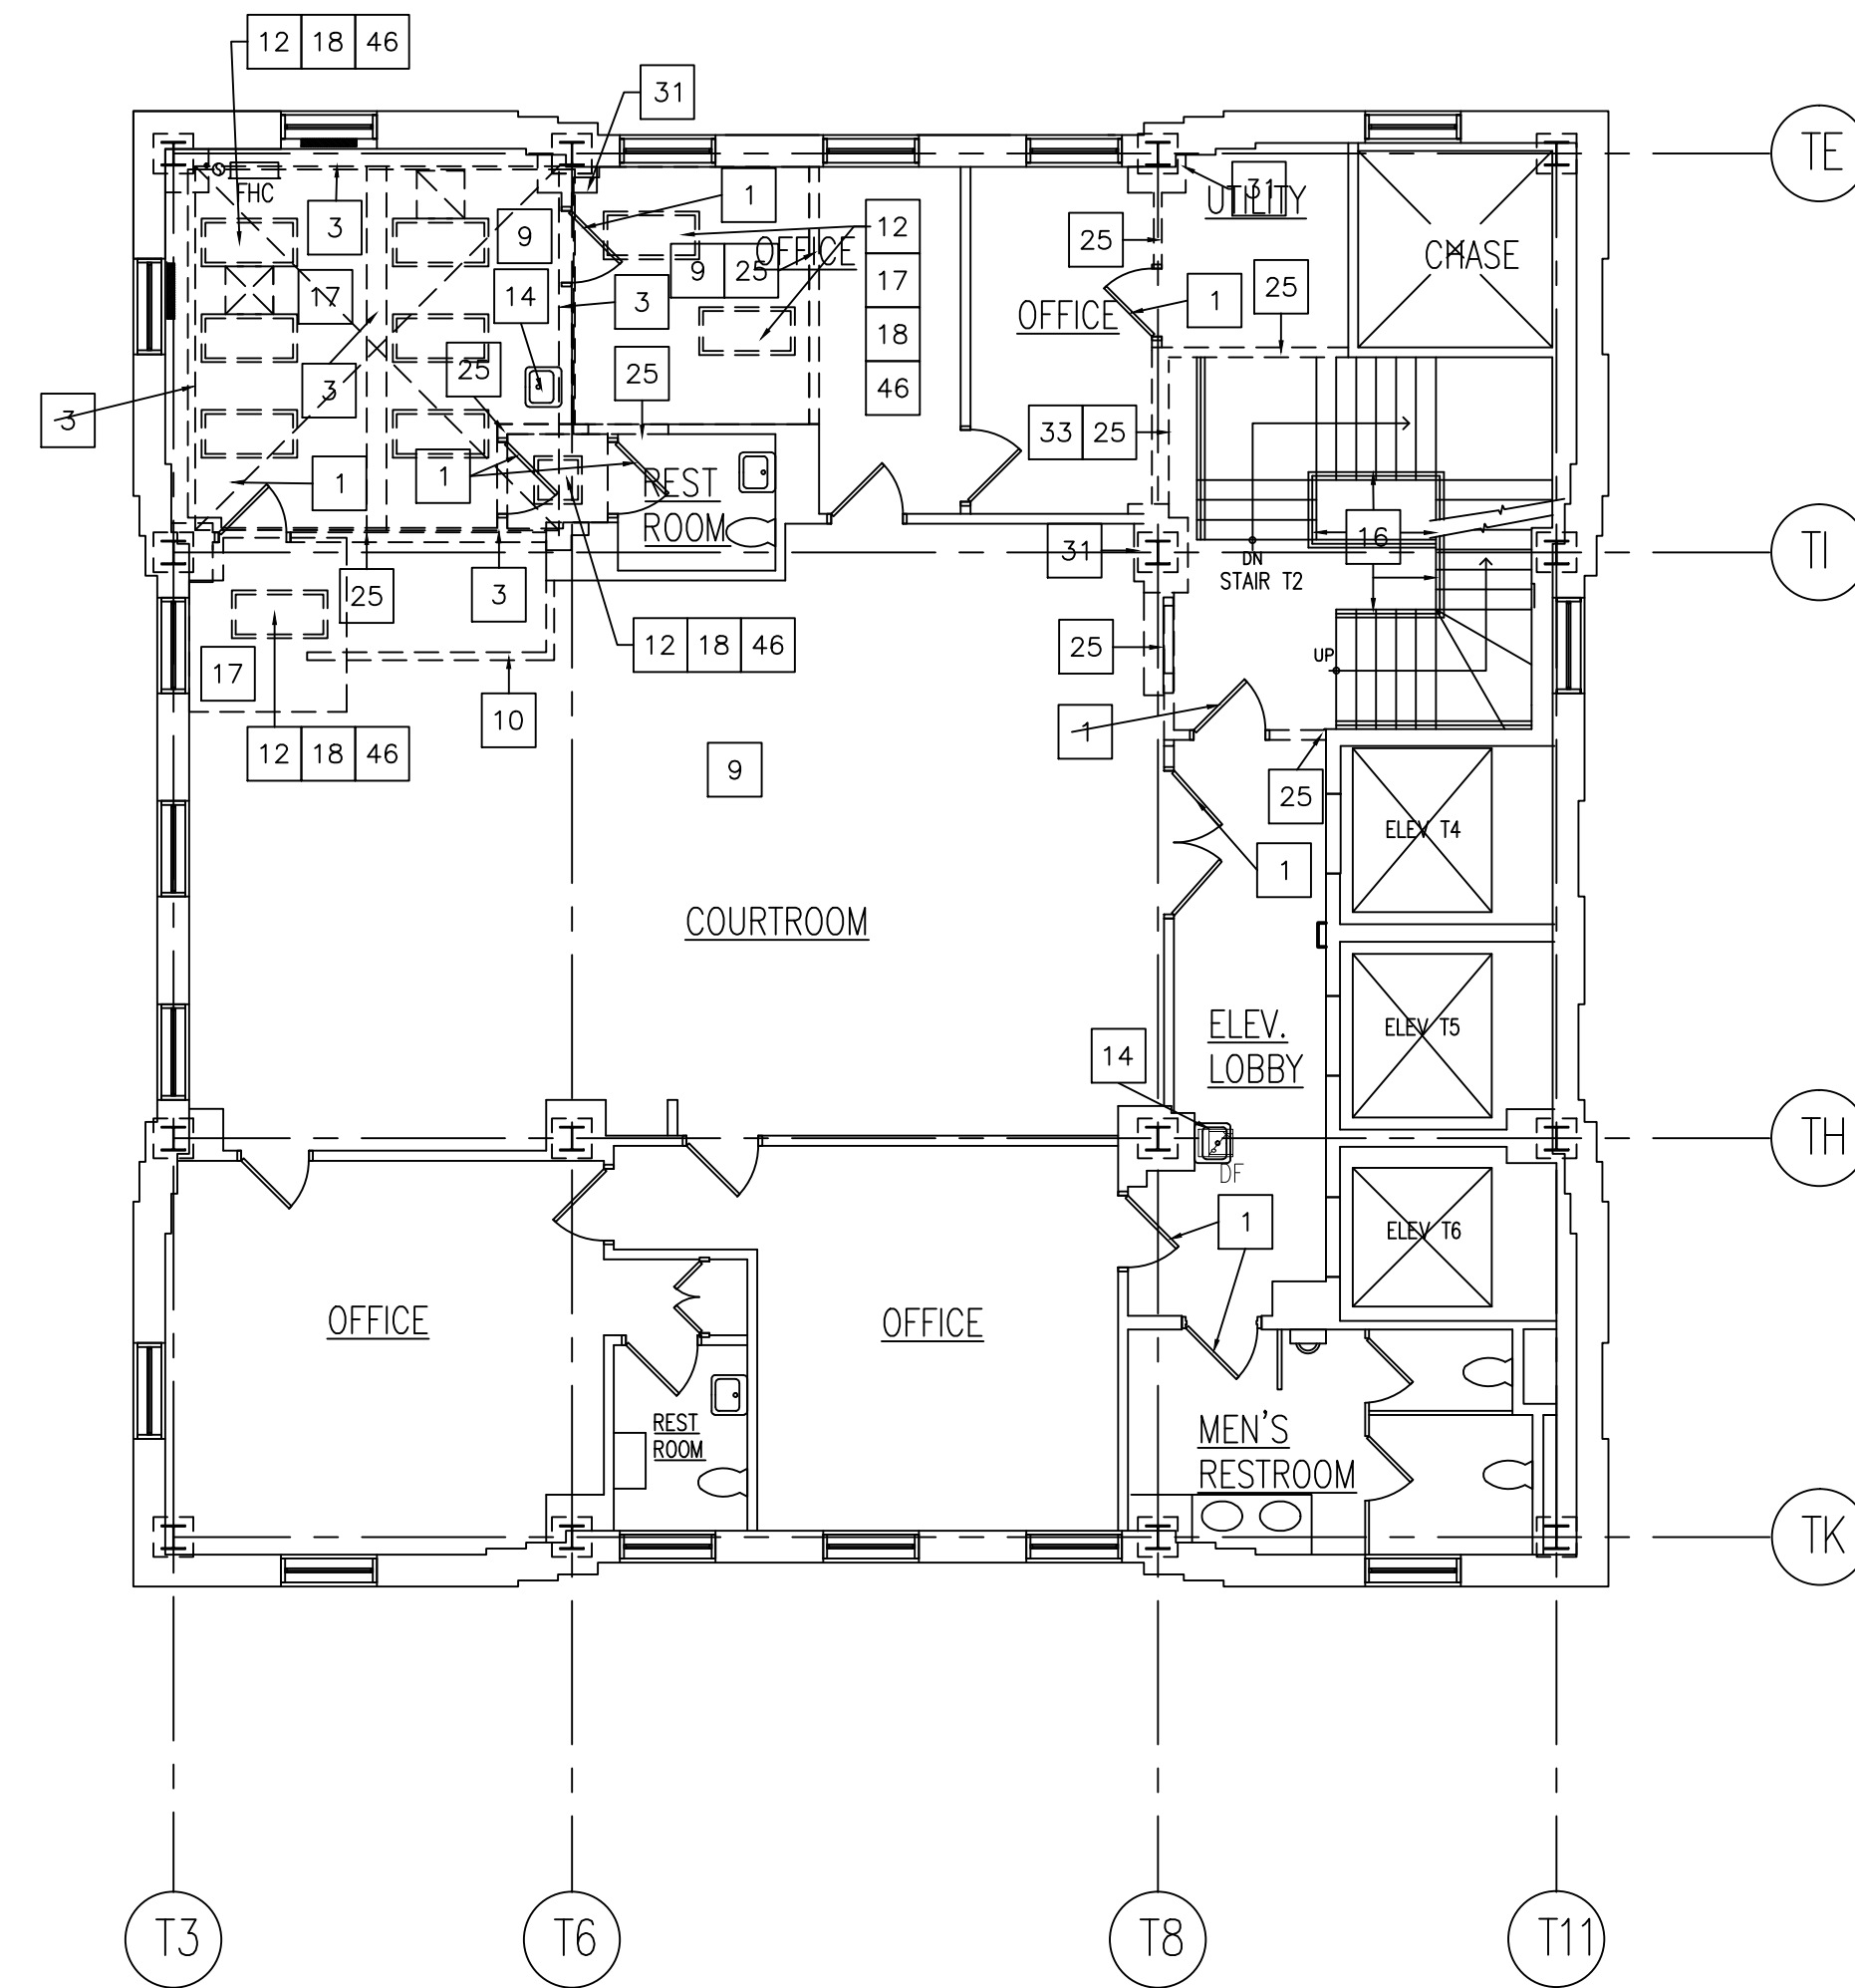 12 18 46
31
TE
FHC
3
9
1
12
UTILITY
31
25
OFFICE
9 25
CHASE
17
14
3
17
OFFICE
1
25
18
3
25
25
46
3
33 25
1
1
REST
ROOM
16
31
TI
DN
STAIR T2
25
3
12 18 46
25
UP
17
10
1
12 18 46
9
25
ELEV T4
1
COURTROOM
ELEV.
LOBBY
ELEV T5
14
TH
DF
1
ELEV T6
OFFICE
OFFICE
REST
ROOM
MEN'S
RESTROOM
TK
T3
T6
T8
T11